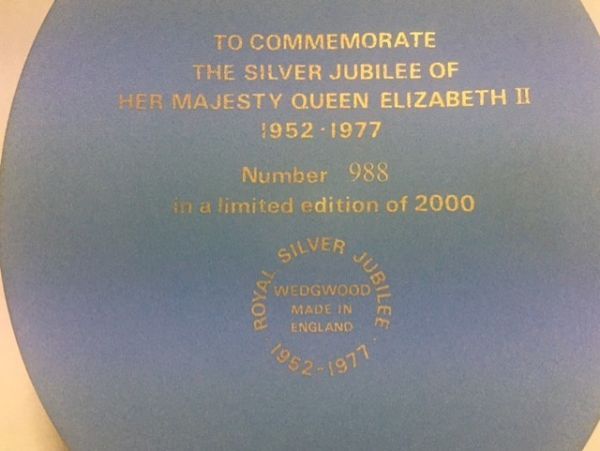 TO COMMEMORATE
THE SILVER JUBILEE OF
HER MAJESTY QUEEN ELIZABETH II
1952 · 1977
Number 988
in a limited edition of 2000
ROYAL SILVER JUBILEE ·
WEDGWOOD
MADE IN
ENGLAND
1952-1977